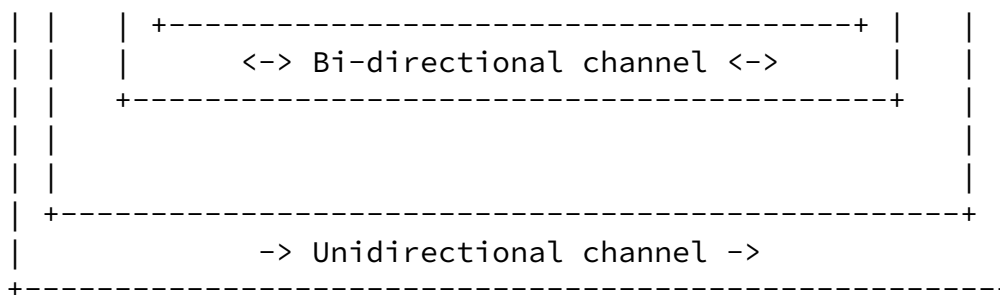 <-> Bi-directional channel <->
-> Unidirectional channel ->